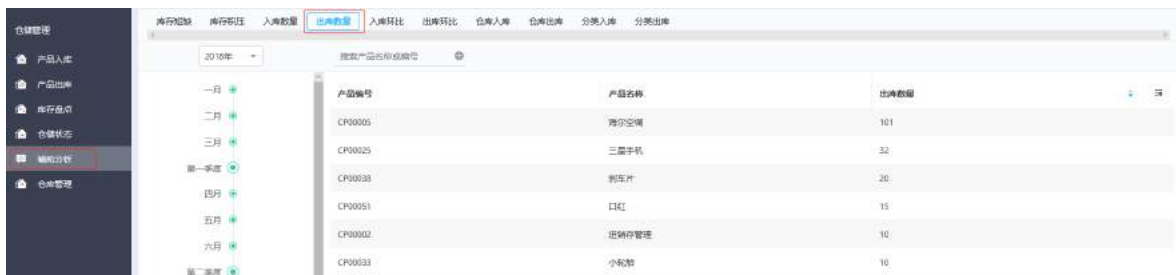 仓储管理
产品入库
产品出库
库存盘点
仓储状态
辅助分析
仓库管理
库存短缺 库存积压 入库数量 出库数量 入库环比 出库环比 仓库入库 仓库出库 分类入库 分类出库
2018年 搜索产品名称或编号
一月
二月
三月
第一季度
四月
五月
六月
第二季度
产品编号 产品名称 出库数量
CP00005 海尔空调 101
CP00025 三星手机 32
CP00038 刹车片 20
CP00051 口红 15
CP00002 进销存管理 10
CP00033 小轮胎 10